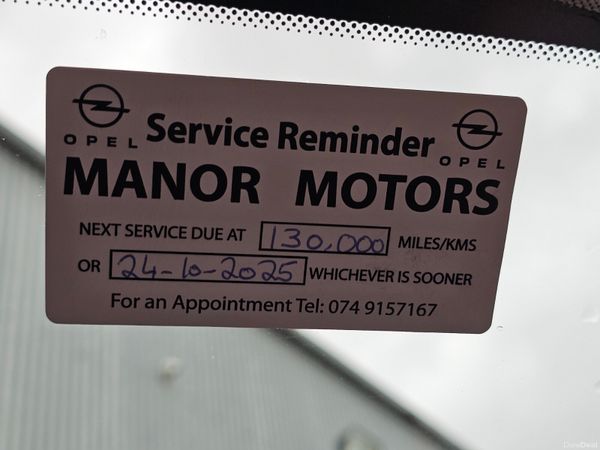 OPEL Service Reminder OPEL
MANOR MOTORS
NEXT SERVICE DUE AT 130,000 MILES/KMS
OR 24-10-2025 WHICHEVER IS SOONER
For an Appointment Tel: 074 9157167
DoneDeal